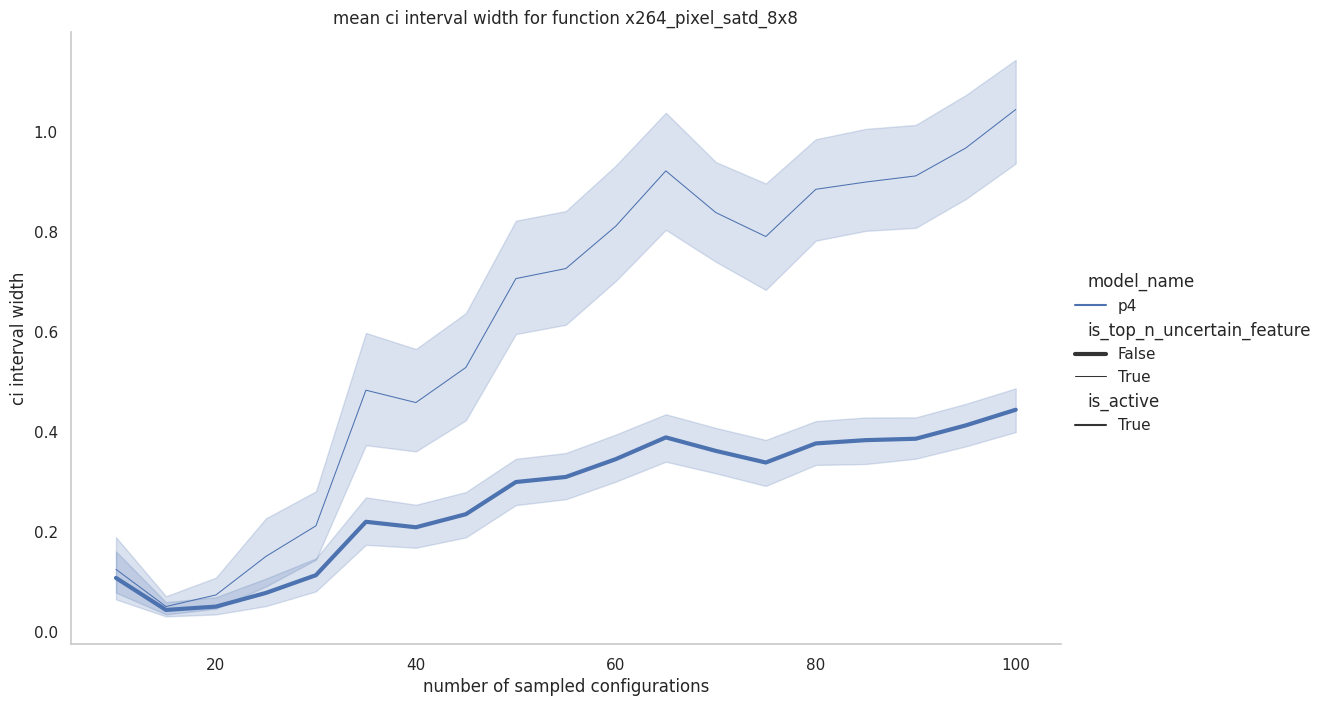 mean ci interval width for function x264_pixel_satd_8x8
ci interval width
1.0
0.8
0.6
0.4
0.2
0.0
20 40 60 80 100
number of sampled configurations
model_name
p4
is_top_n_uncertain_feature
False
True
is_active
True